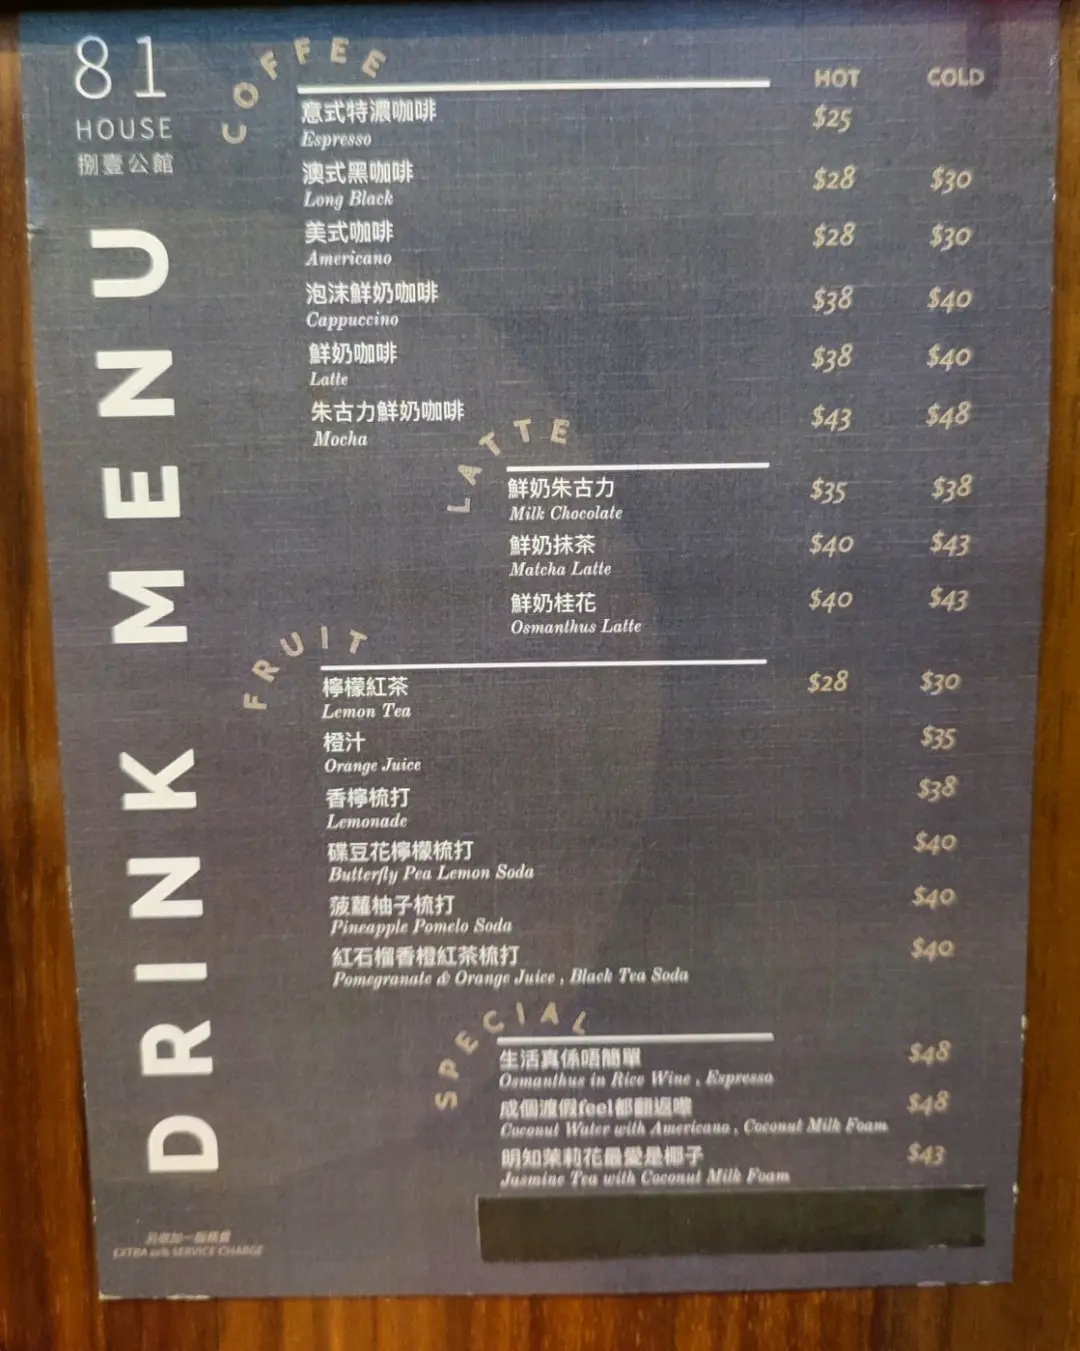 81
HOUSE
捌壹公館
DRINK MENU
COFFEE
HOT COLD
意式特濃咖啡 $25
Espresso
澳式黑咖啡 $28 $30
Long Black
美式咖啡 $28 $30
Americano
泡沫鮮奶咖啡 $38 $40
Cappuccino
鮮奶咖啡 $38 $40
Latte
朱古力鮮奶咖啡 $43 $48
Mocha
LATTE
鮮奶朱古力 $35 $38
Milk Chocolate
鮮奶抹茶 $40 $43
Matcha Latte
鮮奶桂花 $40 $43
Osmanthus Latte
FRUIT
檸檬紅茶 $28 $30
Lemon Tea
橙汁 $35
Orange Juice
香檸梳打 $38
Lemonade
碟豆花檸檬梳打 $40
Butterfly Pea Lemon Soda
菠蘿柚子梳打 $40
Pineapple Pomelo Soda
紅石榴香橙紅茶梳打 $40
Pomegranate & Orange Juice , Black Tea Soda
SPECIAL
生活真係唔簡單 $48
Osmanthus in Rice Wine , Espresso
成個渡假feel都翻返嚟 $48
Coconut Water with Americano , Coconut Milk Foam
明知茉莉花最愛是椰子 $43
Jasmine Tea with Coconut Milk Foam
另收加一服務費
EXTRA 10% SERVICE CHARGE